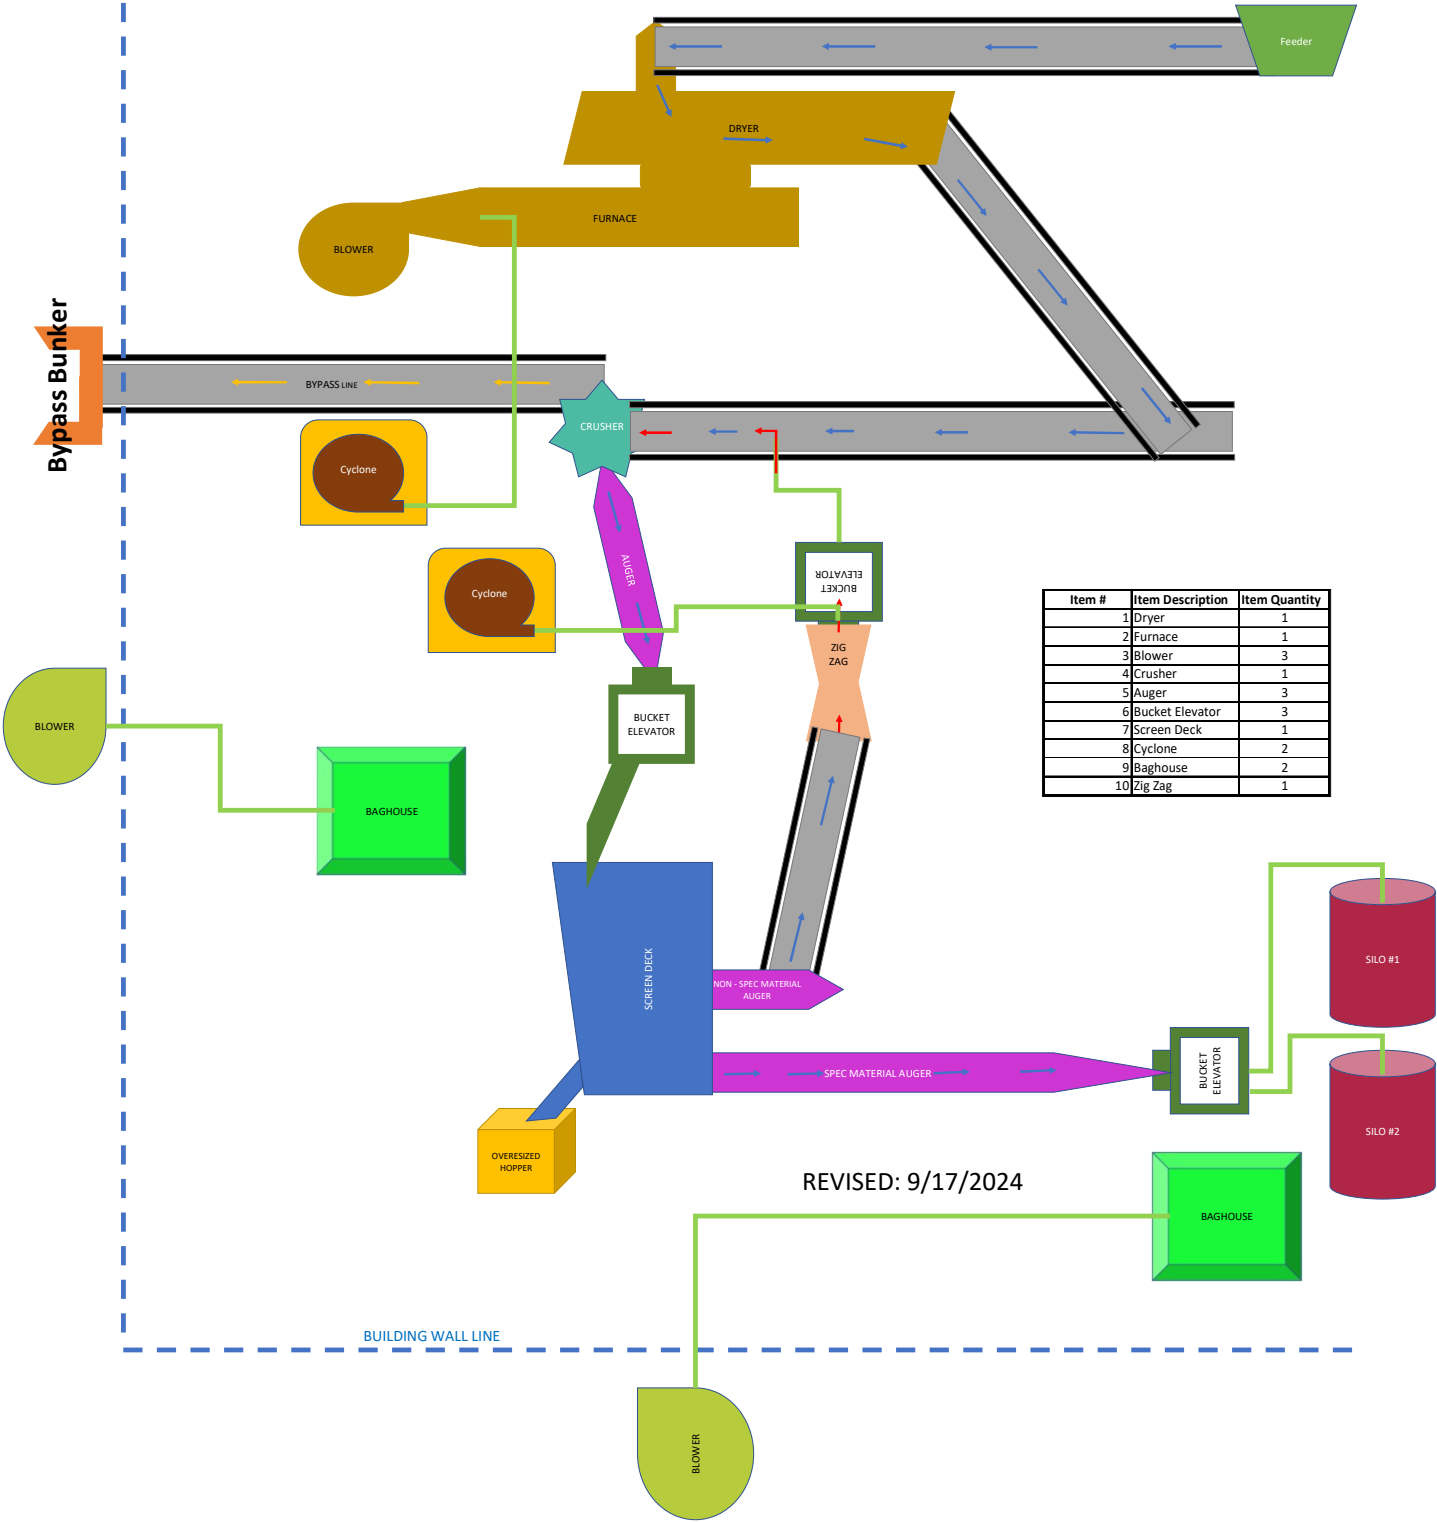 Feeder
DRYER
FURNACE
BLOWER
Bypass Bunker
BYPASS LINE
CRUSHER
Cyclone
AUGER
BUCKET
ELEVATOR
Cyclone
ZIG
ZAG
Item # Item Description Item Quantity
1 Dryer 1
2 Furnace 1
3 Blower 3
4 Crusher 1
5 Auger 3
6 Bucket Elevator 3
7 Screen Deck 1
8 Cyclone 2
9 Baghouse 2
10 Zig Zag 1
BLOWER
BUCKET
ELEVATOR
BAGHOUSE
SCREEN DECK
NON - SPEC MATERIAL
AUGER
SILO #1
SPEC MATERIAL AUGER
BUCKET
ELEVATOR
SILO #2
OVERESIZED
HOPPER
REVISED: 9/17/2024
BAGHOUSE
BUILDING WALL LINE
BLOWER